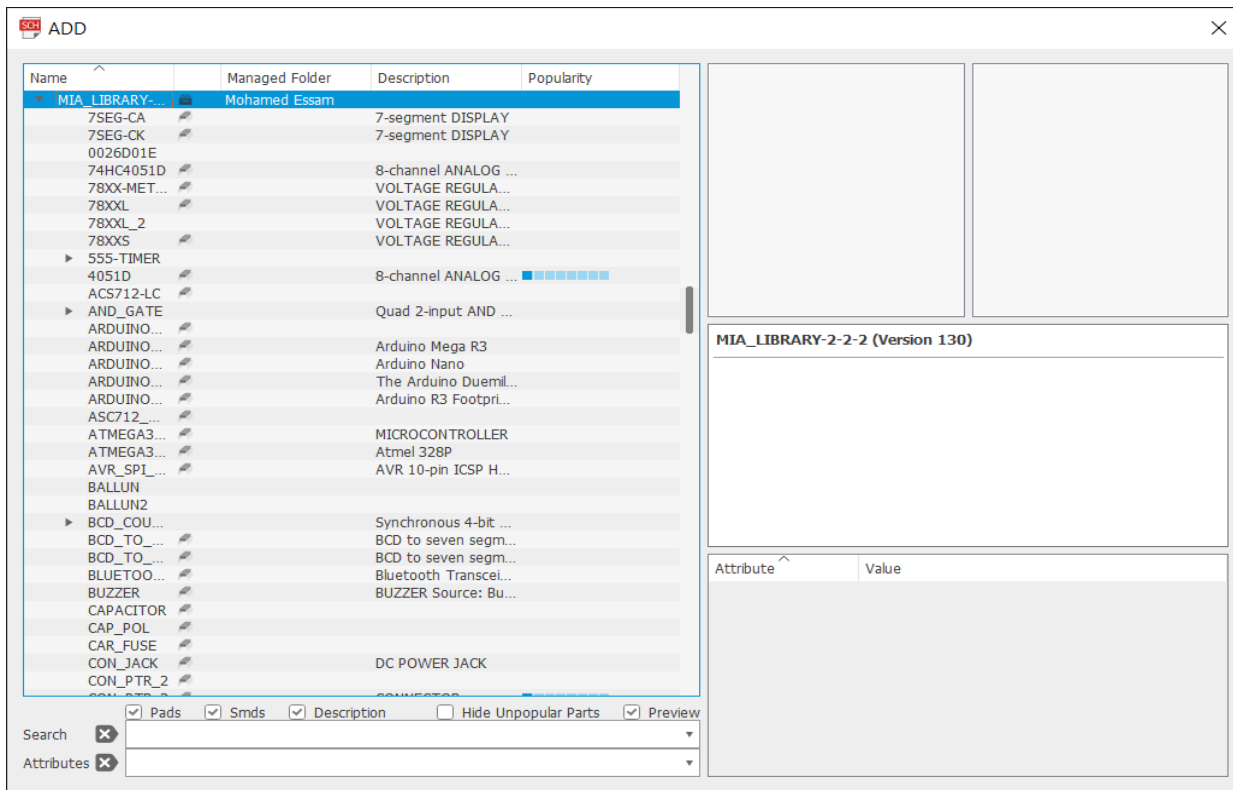 SCH ADD
Name Managed Folder Description Popularity
MIA_LIBRARY-... Mohamed Essam
7SEG-CA 7-segment DISPLAY
7SEG-CK 7-segment DISPLAY
0026D01E
74HC4051D 8-channel ANALOG ...
78XX-MET... VOLTAGE REGULA...
78XXL VOLTAGE REGULA...
78XXL_2 VOLTAGE REGULA...
78XXS VOLTAGE REGULA...
555-TIMER
4051D 8-channel ANALOG ...
ACS712-LC
AND_GATE Quad 2-input AND ...
ARDUINO...
ARDUINO... Arduino Mega R3
ARDUINO... Arduino Nano
ARDUINO... The Arduino Duemil...
ARDUINO... Arduino R3 Footpri...
ASC712_...
ATMEGA3... MICROCONTROLLER
ATMEGA3... Atmel 328P
AVR_SPI_... AVR 10-pin ICSP H...
BALLUN
BALLUN2
BCD_COU... Synchronous 4-bit ...
BCD_TO_... BCD to seven segm...
BCD_TO_... BCD to seven segm...
BLUETOO... Bluetooth Transcei...
BUZZER BUZZER Source: Bu...
CAPACITOR
CAP_POL
CAR_FUSE
CON_JACK DC POWER JACK
CON_PTR_2
CON_PTR_2 CONNECTOR
Pads Smds Description Hide Unpopular Parts Preview
Search
Attributes
MIA_LIBRARY-2-2-2 (Version 130)
Attribute Value